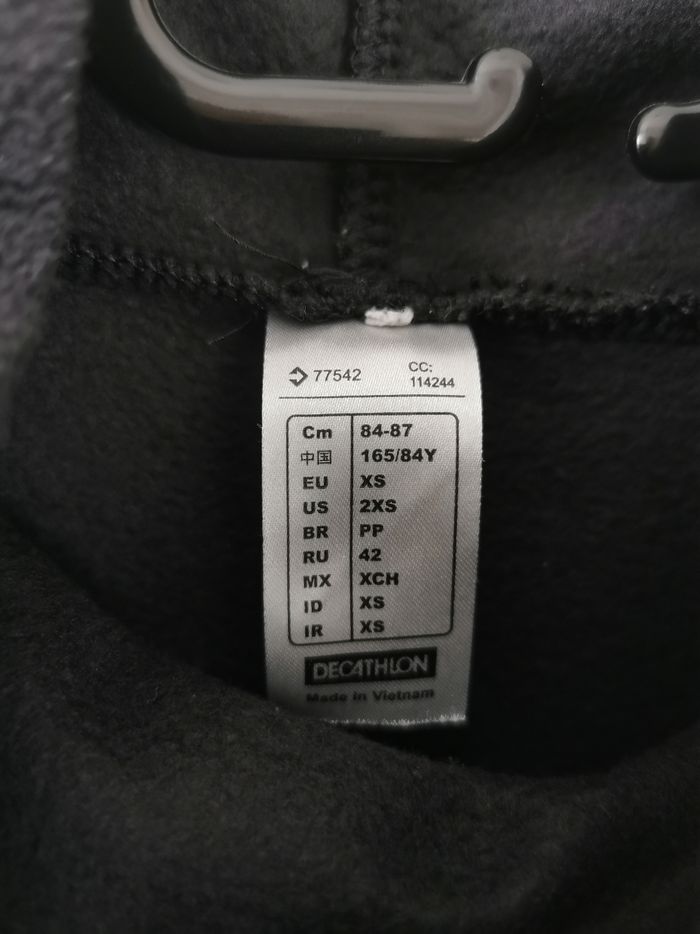 77542
CC:
114244
Cm 84-87
中国 165/84Y
EU XS
US 2XS
BR PP
RU 42
MX XCH
ID XS
IR XS
DECATHLON
Made in Vietnam